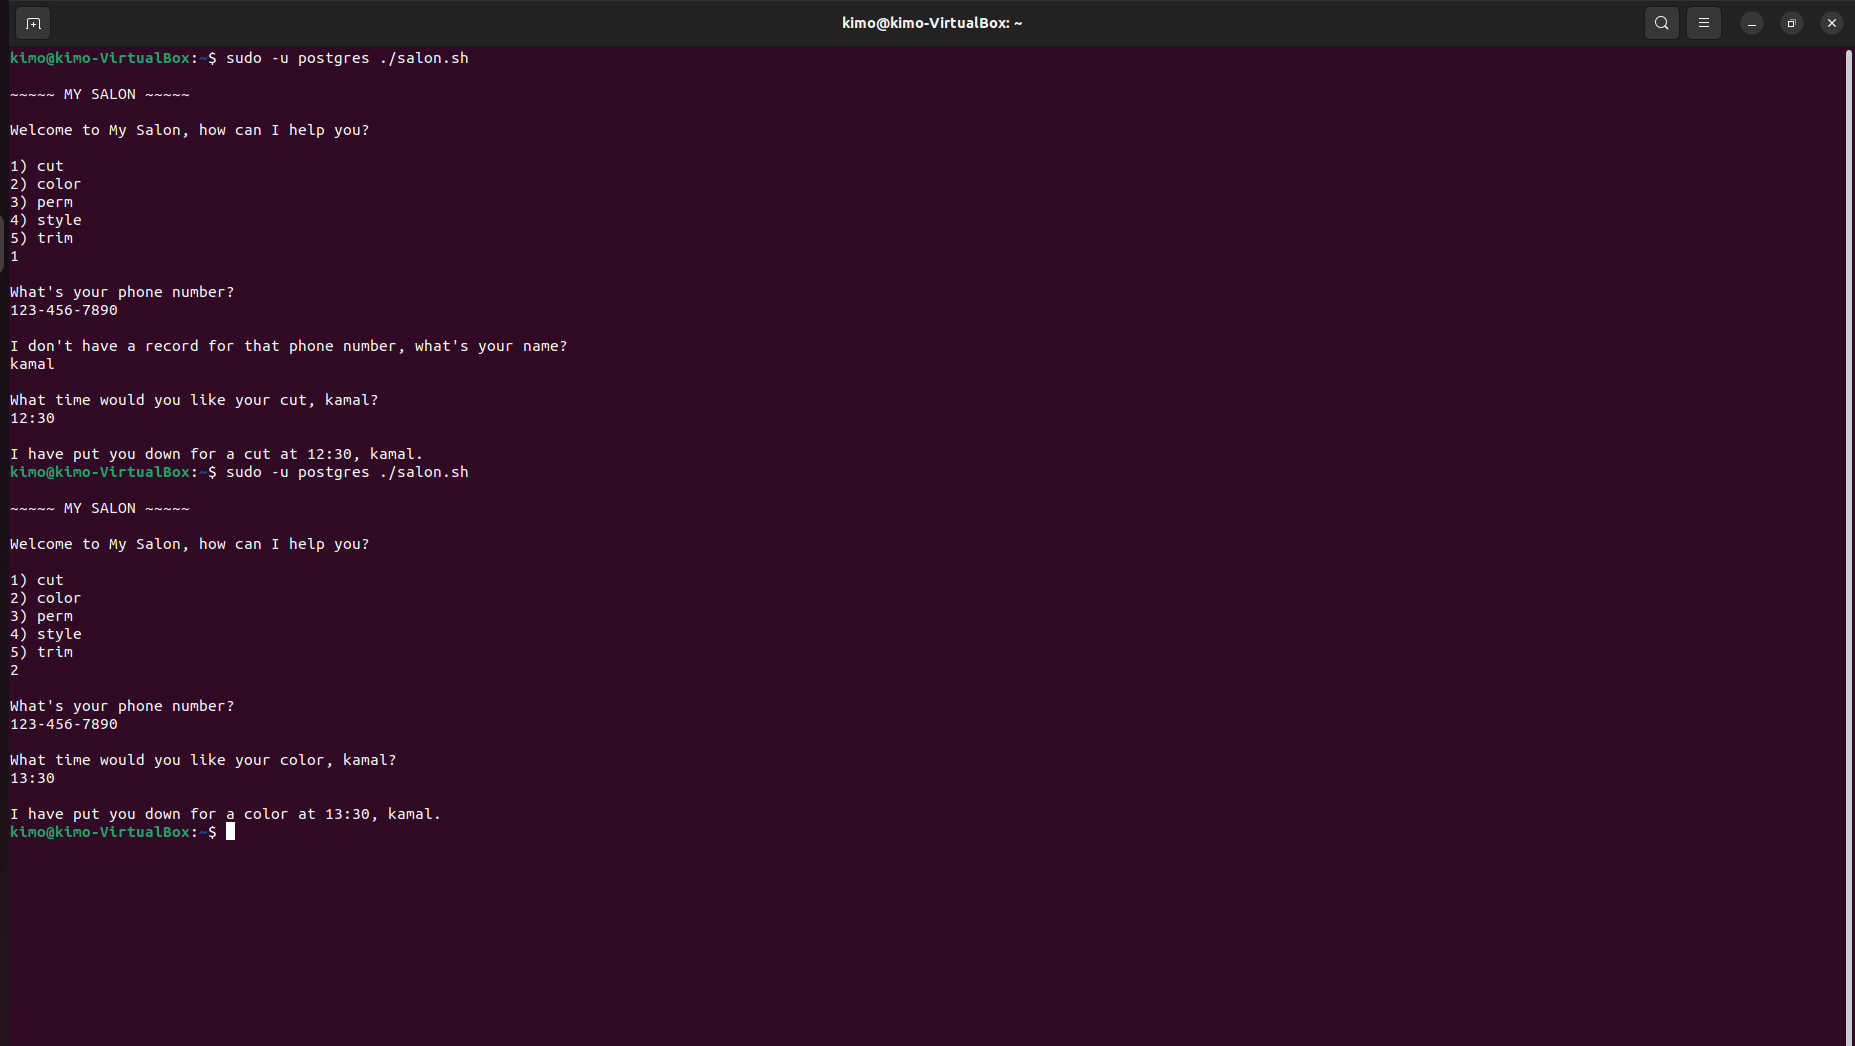 kimo@kimo-VirtualBox: ~
kimo@kimo-VirtualBox:~$ sudo -u postgres ./salon.sh
~~~~~ MY SALON ~~~~~
Welcome to My Salon, how can I help you?
1) cut
2) color
3) perm
4) style
5) trim
1
What's your phone number?
123-456-7890
I don't have a record for that phone number, what's your name?
kamal
What time would you like your cut, kamal?
12:30
I have put you down for a cut at 12:30, kamal.
kimo@kimo-VirtualBox:~$ sudo -u postgres ./salon.sh
~~~~~ MY SALON ~~~~~
Welcome to My Salon, how can I help you?
1) cut
2) color
3) perm
4) style
5) trim
2
What's your phone number?
123-456-7890
What time would you like your color, kamal?
13:30
I have put you down for a color at 13:30, kamal.
kimo@kimo-VirtualBox:~$